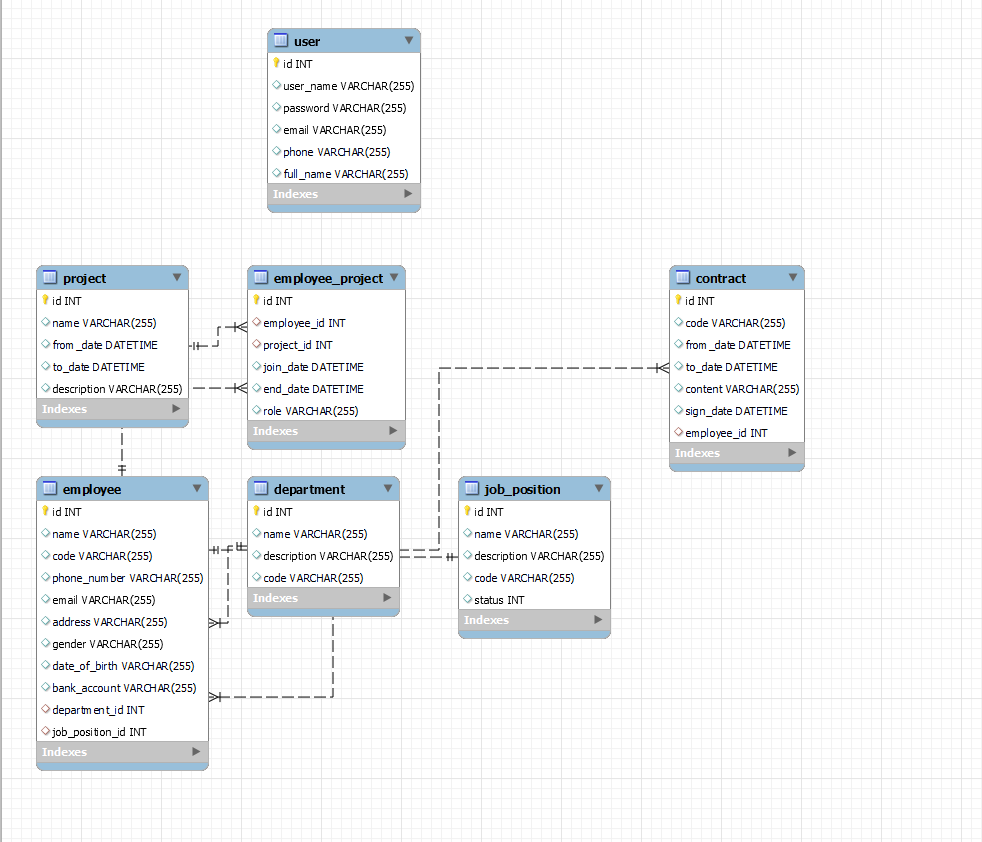 user
id INT
user_name VARCHAR(255)
password VARCHAR(255)
email VARCHAR(255)
phone VARCHAR(255)
full_name VARCHAR(255)
Indexes
project
id INT
name VARCHAR(255)
from_date DATETIME
to_date DATETIME
description VARCHAR(255)
Indexes
employee_project
id INT
employee_id INT
project_id INT
join_date DATETIME
end_date DATETIME
role VARCHAR(255)
Indexes
contract
id INT
code VARCHAR(255)
from_date DATETIME
to_date DATETIME
content VARCHAR(255)
sign_date DATETIME
employee_id INT
Indexes
employee
id INT
name VARCHAR(255)
code VARCHAR(255)
phone_number VARCHAR(255)
email VARCHAR(255)
address VARCHAR(255)
gender VARCHAR(255)
date_of_birth VARCHAR(255)
bank_account VARCHAR(255)
department_id INT
job_position_id INT
Indexes
department
id INT
name VARCHAR(255)
description VARCHAR(255)
code VARCHAR(255)
Indexes
job_position
id INT
name VARCHAR(255)
description VARCHAR(255)
code VARCHAR(255)
status INT
Indexes